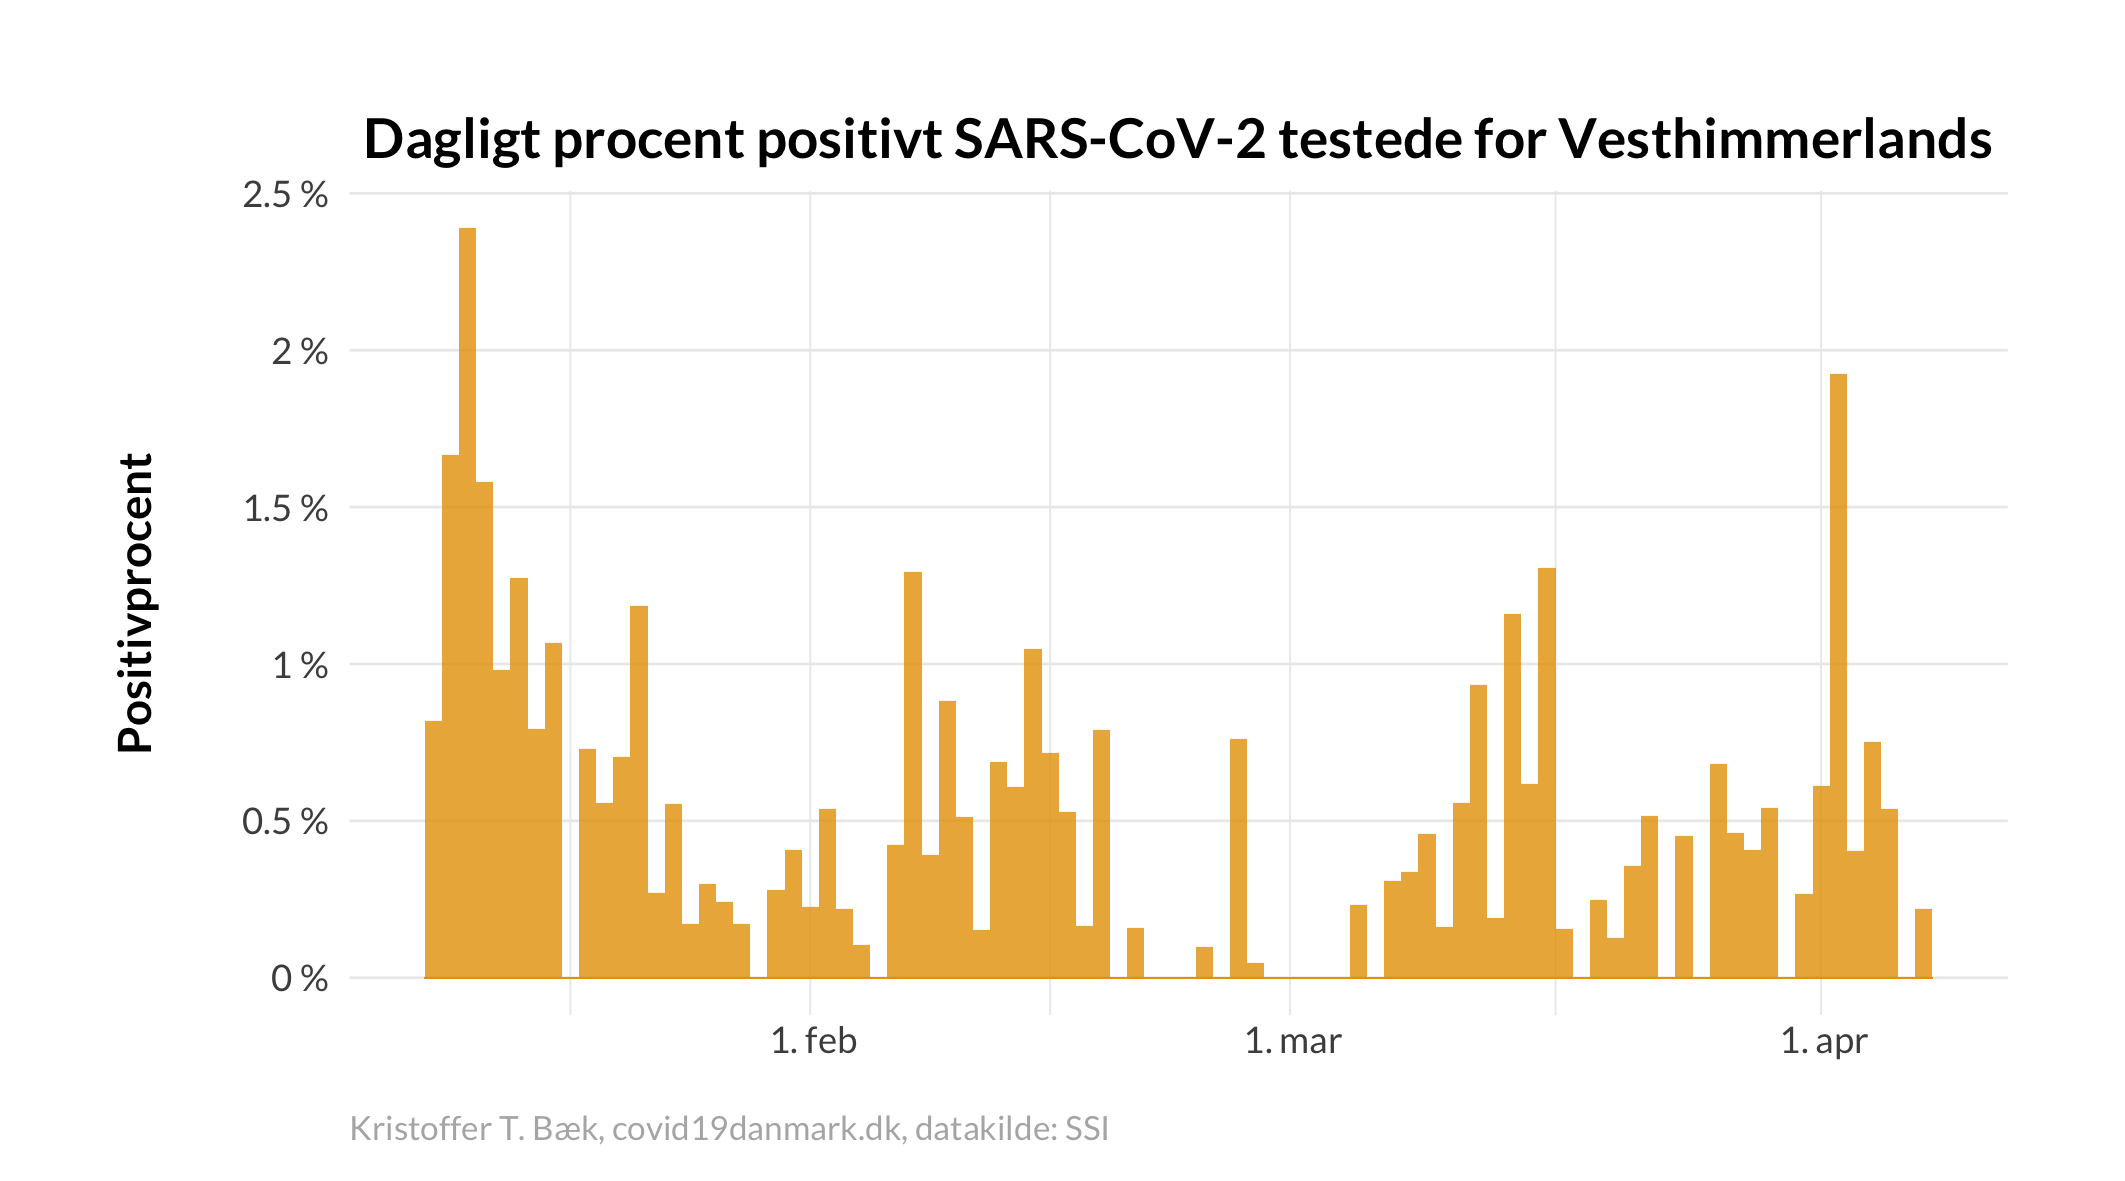 Dagligt procent positivt SARS-CoV-2 testede for Vesthimmerlands
Positivprocent
2.5 %
2 %
1.5 %
1 %
0.5 %
0 %
1. feb
1. mar
1. apr
Kristoffer T. Bæk, covid19danmark.dk, datakilde: SSI